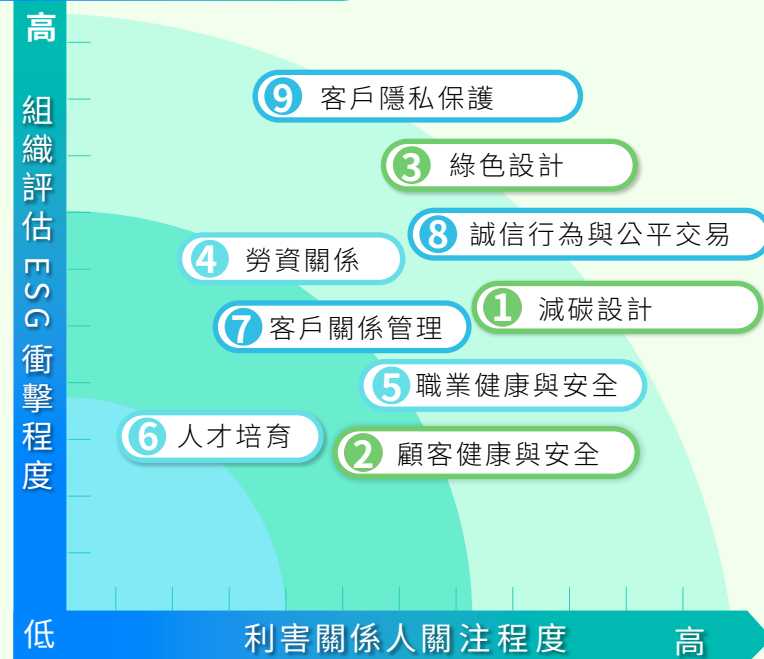 高
組織評估ESG衝擊程度
9 客戶隱私保護
3 綠色設計
8 誠信行為與公平交易
4 勞資關係
1 減碳設計
7 客戶關係管理
5 職業健康與安全
6 人才培育
2 顧客健康與安全
低 利害關係人關注程度 高